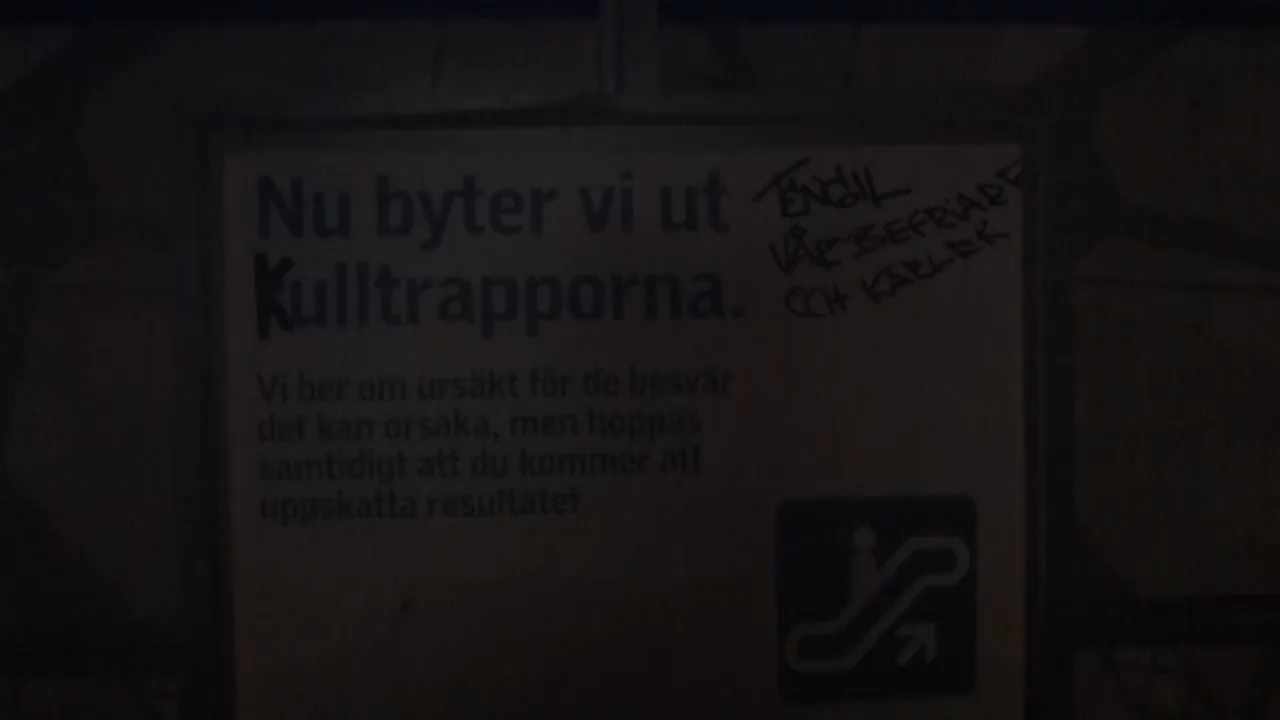 Nu byter vi ut
Kulltrapporna.
Vi ber om ursäkt för de besvär
det kan orsaka, men hoppas
samtidigt att du kommer att
uppskatta resultatet
TENGIL
VÅR BEFRIARE
OCH KÄRLEK